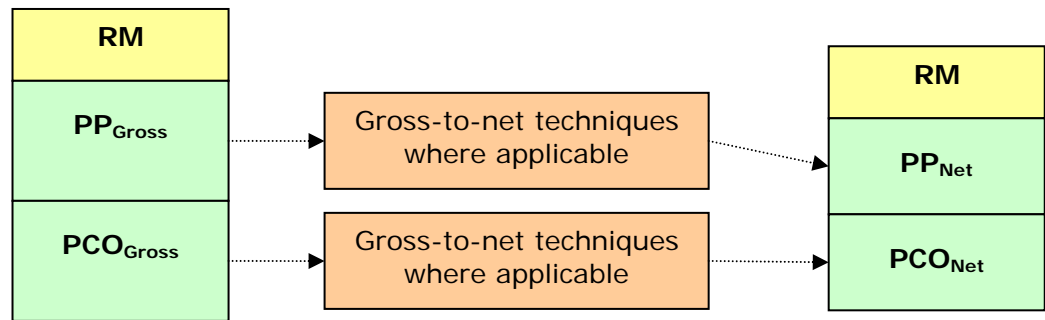 RM
PPGross
PCOGross
Gross-to-net techniques
where applicable
Gross-to-net techniques
where applicable
RM
PPNet
PCONet